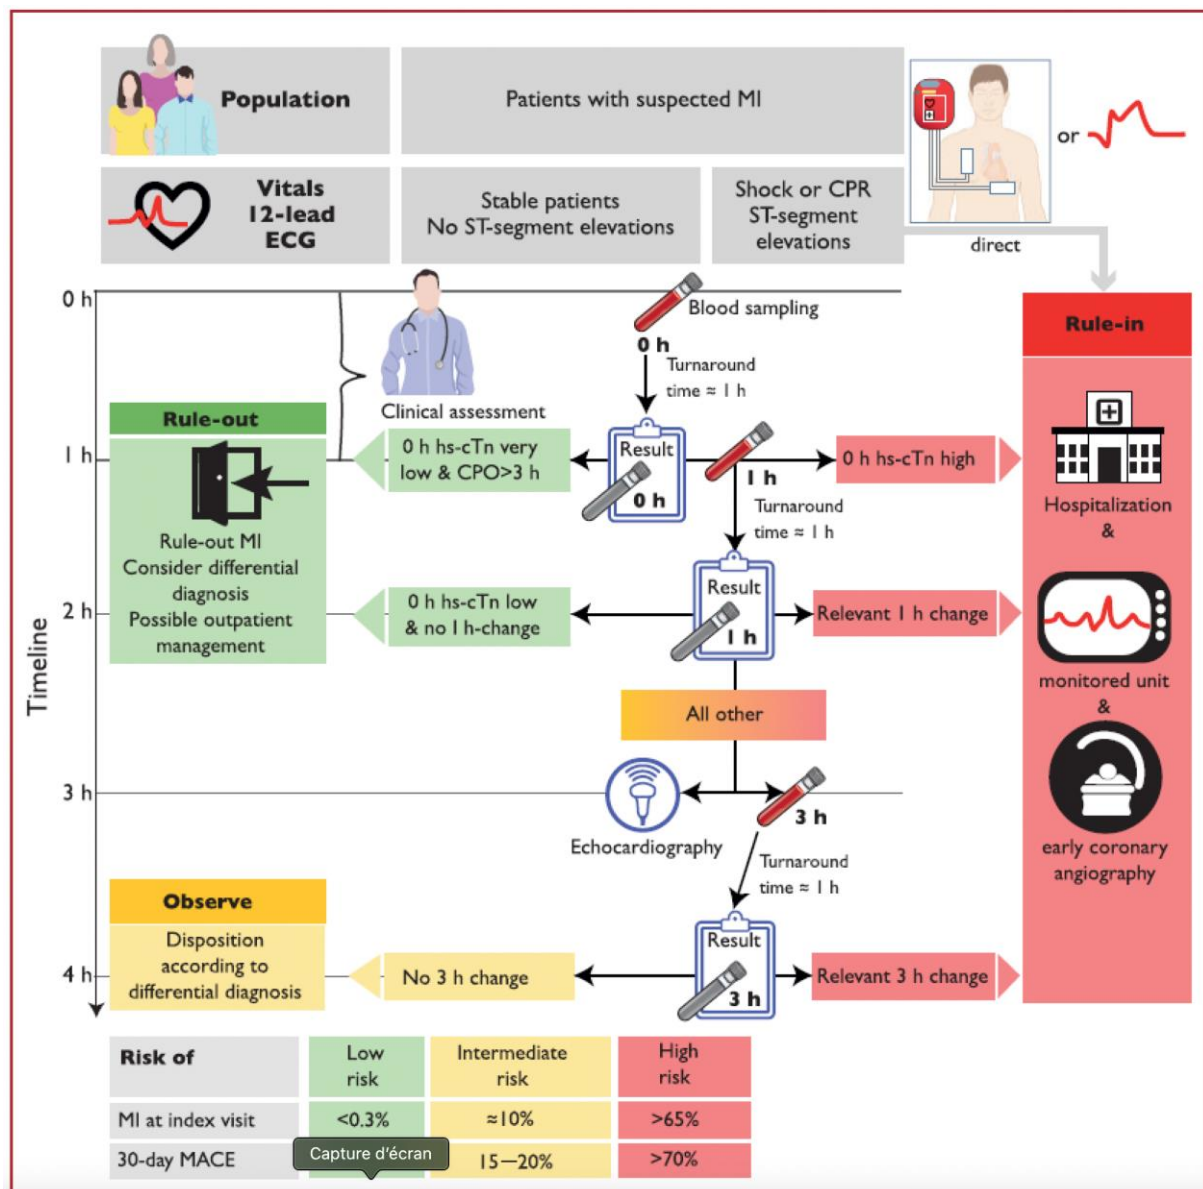 Population
Patients with suspected MI
or
Vitals
12-lead
ECG
Stable patients
No ST-segment elevations
Shock or CPR
ST-segment
elevations
direct
Timeline
0 h
Blood sampling
0 h
Turnaround
time ≈ 1 h
Clinical assessment
Rule-in
Rule-out
1 h
0 h hs-cTn very
low & CPO>3 h
Result
0 h
1 h
0 h hs-cTn high
Turnaround
time ≈ 1 h
Hospitalization
&
Rule-out MI
Consider differential
diagnosis
Possible outpatient
management
2 h
0 h hs-cTn low
& no 1 h-change
Result
1 h
Relevant 1 h change
monitored unit
&
All other
3 h
Echocardiography
3 h
Turnaround
time ≈ 1 h
early coronary
angiography
Observe
Disposition
according to
differential diagnosis
4 h
No 3 h change
Result
3 h
Relevant 3 h change
Risk of
Low
risk
Intermediate
risk
High
risk
MI at index visit
<0.3%
≈10%
>65%
30-day MACE
Capture d'écran
15—20%
>70%